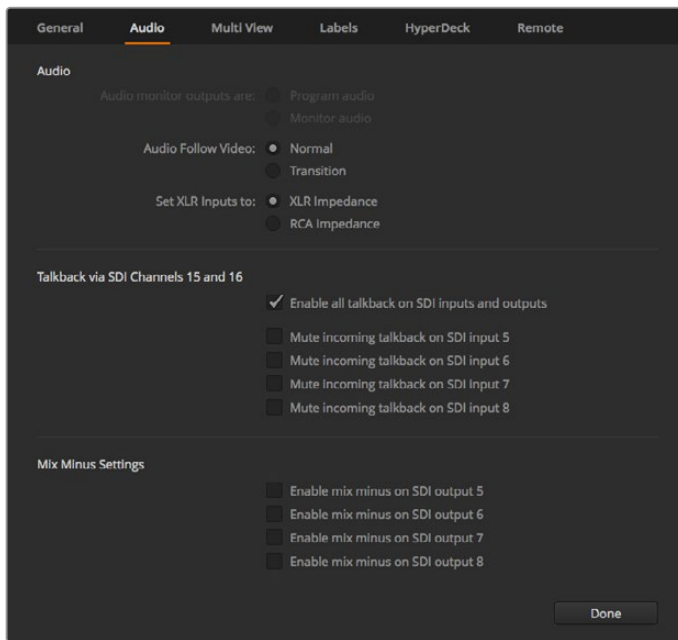 General Audio Multi View Labels HyperDeck Remote
Audio
Audio monitor outputs are: Program audio
Monitor audio
Audio Follow Video: Normal
Transition
Set XLR Inputs to: XLR Impedance
RCA Impedance
Talkback via SDI Channels 15 and 16
Enable all talkback on SDI inputs and outputs
Mute incoming talkback on SDI input 5
Mute incoming talkback on SDI input 6
Mute incoming talkback on SDI input 7
Mute incoming talkback on SDI input 8
Mix Minus Settings
Enable mix minus on SDI output 5
Enable mix minus on SDI output 6
Enable mix minus on SDI output 7
Enable mix minus on SDI output 8
Done